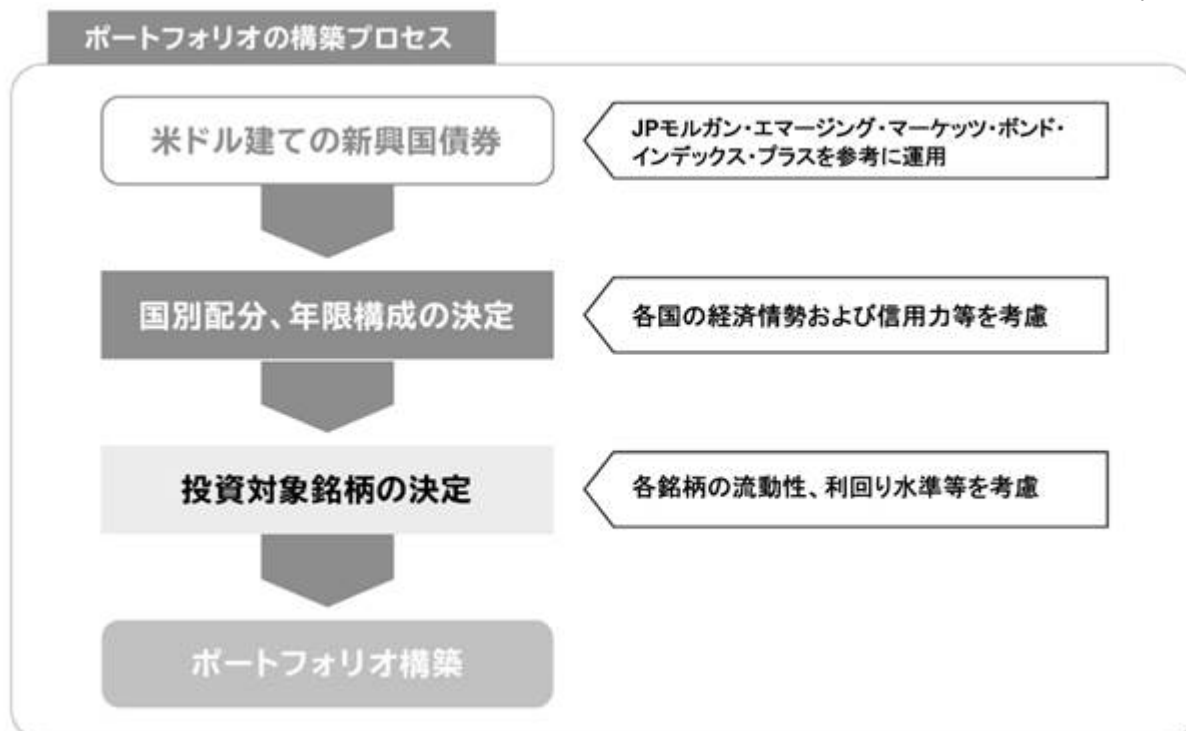 ポートフォリオの構築プロセス
米ドル建ての新興国債券
JPモルガン・エマージング・マーケッツ・ボンド・
インデックス・プラスを参考に運用
国別配分、年限構成の決定
各国の経済情勢および信用力等を考慮
投資対象銘柄の決定
各銘柄の流動性、利回り水準等を考慮
ポートフォリオ構築